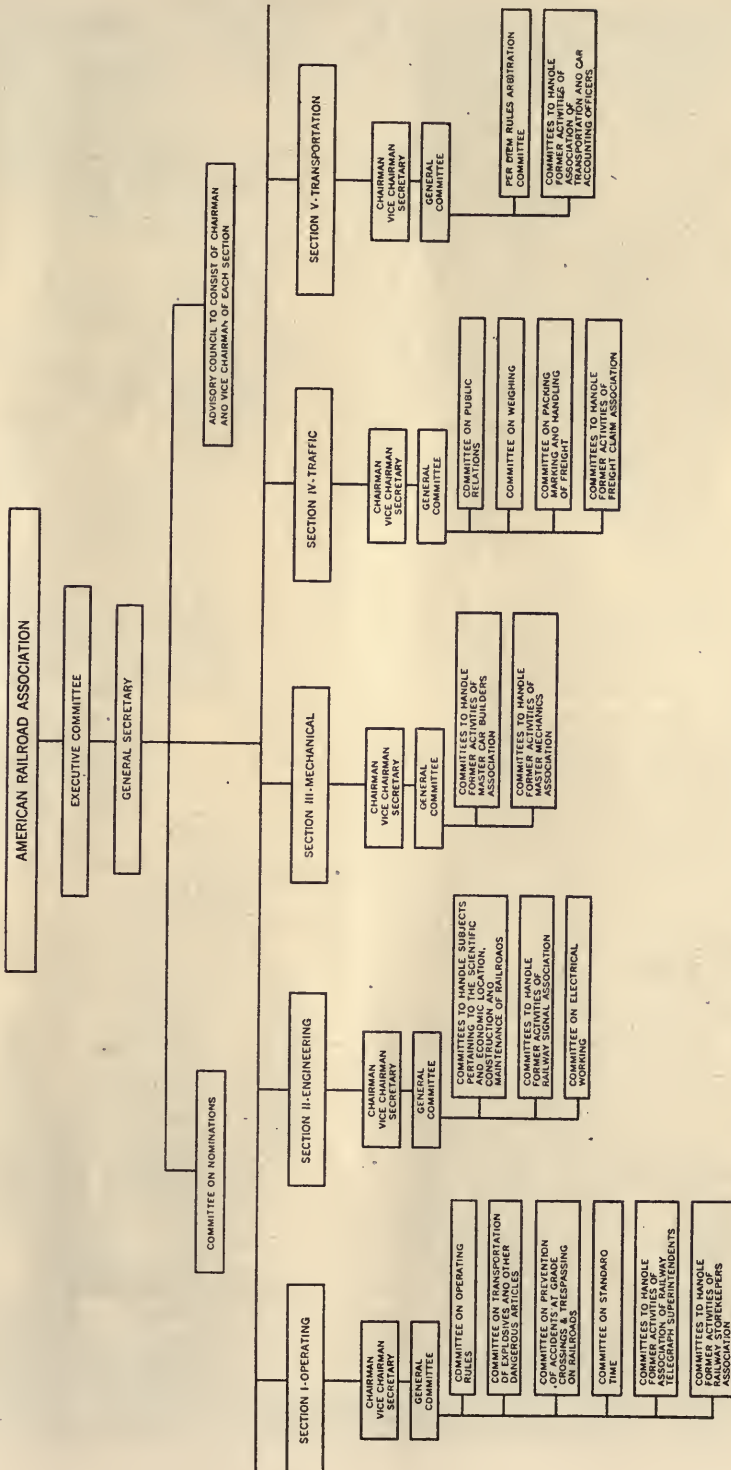 AMERICAN RAILROAD ASSOCIATION
EXECUTIVE COMMITTEE
GENERAL SECRETARY
COMMITTEE ON NOMINATIONS
ADVISORY COUNCIL TO CONSIST OF CHAIRMAN
AND VICE CHAIRMAN OF EACH SECTION
SECTION I-OPERATING
CHAIRMAN
VICE CHAIRMAN
SECRETARY
GENERAL
COMMITTEE
COMMITTEE ON OPERATING
RULES
COMMITTEE ON TRANSPORTATION
OF EXPLOSIVES AND OTHER
DANGEROUS ARTICLES
COMMITTEE ON PREVENTION
OF ACCIDENTS AT GRADE
CROSSINGS & TRESPASSING
ON RAILROADS
COMMITTEE ON STANDARD
TIME
COMMITTEES TO HANDLE
FORMER ACTIVITIES OF
ASSOCIATION OF RAILWAY
TELEGRAPH SUPERINTENDENTS
COMMITTEES TO HANDLE
FORMER ACTIVITIES OF
RAILWAY STOREKEEPERS
ASSOCIATION
SECTION II-ENGINEERING
CHAIRMAN
VICE CHAIRMAN
SECRETARY
GENERAL
COMMITTEE
COMMITTEES TO HANDLE SUBJECTS
PERTAINING TO THE SCIENTIFIC
AND ECONOMIC LOCATION,
CONSTRUCTION AND
MAINTENANCE OF RAILROADS
COMMITTEES TO HANDLE
FORMER ACTIVITIES OF
RAILWAY SIGNAL ASSOCIATION
COMMITTEE ON ELECTRICAL
WORKING
SECTION III-MECHANICAL
CHAIRMAN
VICE CHAIRMAN
SECRETARY
GENERAL
COMMITTEE
COMMITTEES TO HANDLE
FORMER ACTIVITIES OF
MASTER CAR BUILDERS
ASSOCIATION
COMMITTEES TO HANDLE
FORMER ACTIVITIES OF
MASTER MECHANICS
ASSOCIATION
SECTION IV-TRAFFIC
CHAIRMAN
VICE CHAIRMAN
SECRETARY
GENERAL
COMMITTEE
COMMITTEE ON PUBLIC
RELATIONS
COMMITTEE ON WEIGHING
COMMITTEE ON PACKING
MARKING AND HANDLING
OF FREIGHT
COMMITTEES TO HANDLE
FORMER ACTIVITIES OF
FREIGHT CLAIM ASSOCIATION
SECTION V-TRANSPORTATION
CHAIRMAN
VICE CHAIRMAN
SECRETARY
GENERAL
COMMITTEE
PER DIEM RULES ARBITRATION
COMMITTEE
COMMITTEES TO HANDLE
FORMER ACTIVITIES OF
ASSOCIATION OF
TRANSPORTATION AND CAR
ACCOUNTING OFFICERS